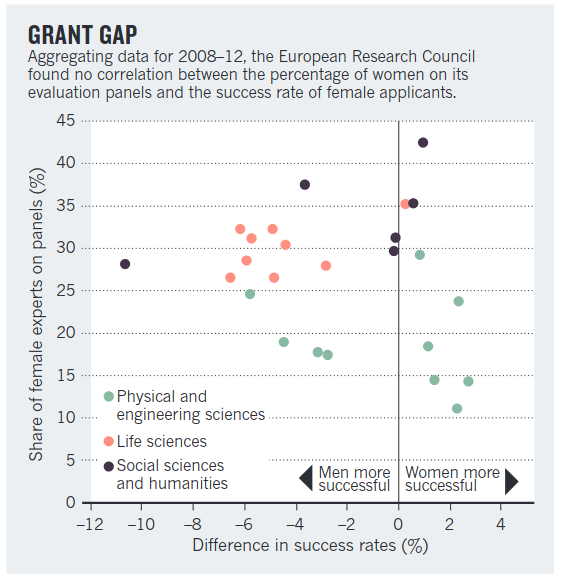 GRANT GAP
Aggregating data for 2008–12, the European Research Council
found no correlation between the percentage of women on its
evaluation panels and the success rate of female applicants.
Share of female experts on panels (%)
45
40
35
30
25
20
15
10
5
0
Physical and
engineering sciences
Life sciences
Social sciences
and humanities
Men more
successful
Women more
successful
–12 –10 –8 –6 –4 –2 0 2 4
Difference in success rates (%)